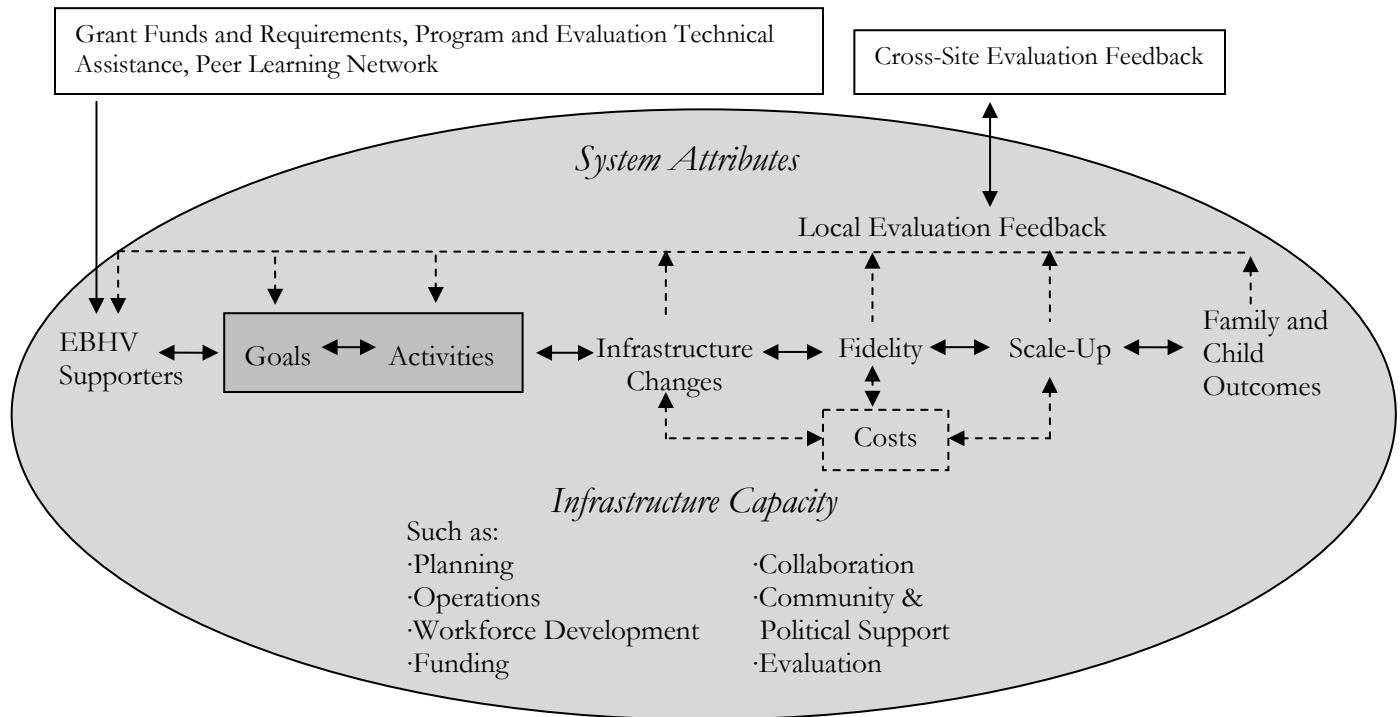 Grant Funds and Requirements, Program and Evaluation Technical
Assistance, Peer Learning Network
Cross-Site Evaluation Feedback
System Attributes
Local Evaluation Feedback
EBHV
Supporters
Goals
Activities
Infrastructure
Changes
Fidelity
Scale-Up
Family and
Child
Outcomes
Costs
Infrastructure Capacity
Such as:
·Planning
·Operations
·Workforce Development
·Funding
·Collaboration
·Community &
Political Support
·Evaluation